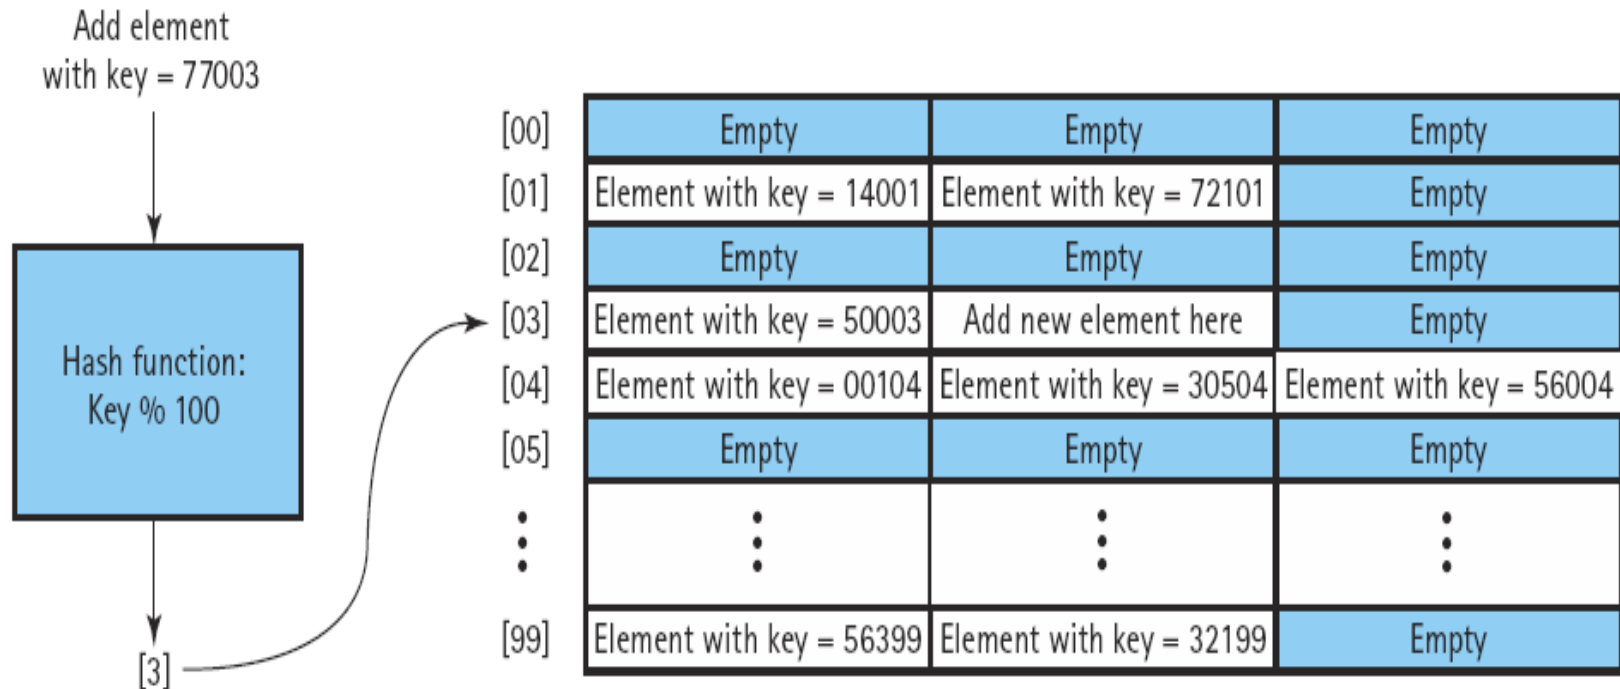 Add element
with key = 77003
Hash function:
Key % 100
[3]
[00] Empty Empty Empty
[01] Element with key = 14001 Element with key = 72101 Empty
[02] Empty Empty Empty
[03] Element with key = 50003 Add new element here Empty
[04] Element with key = 00104 Element with key = 30504 Element with key = 56004
[05] Empty Empty Empty
[99] Element with key = 56399 Element with key = 32199 Empty